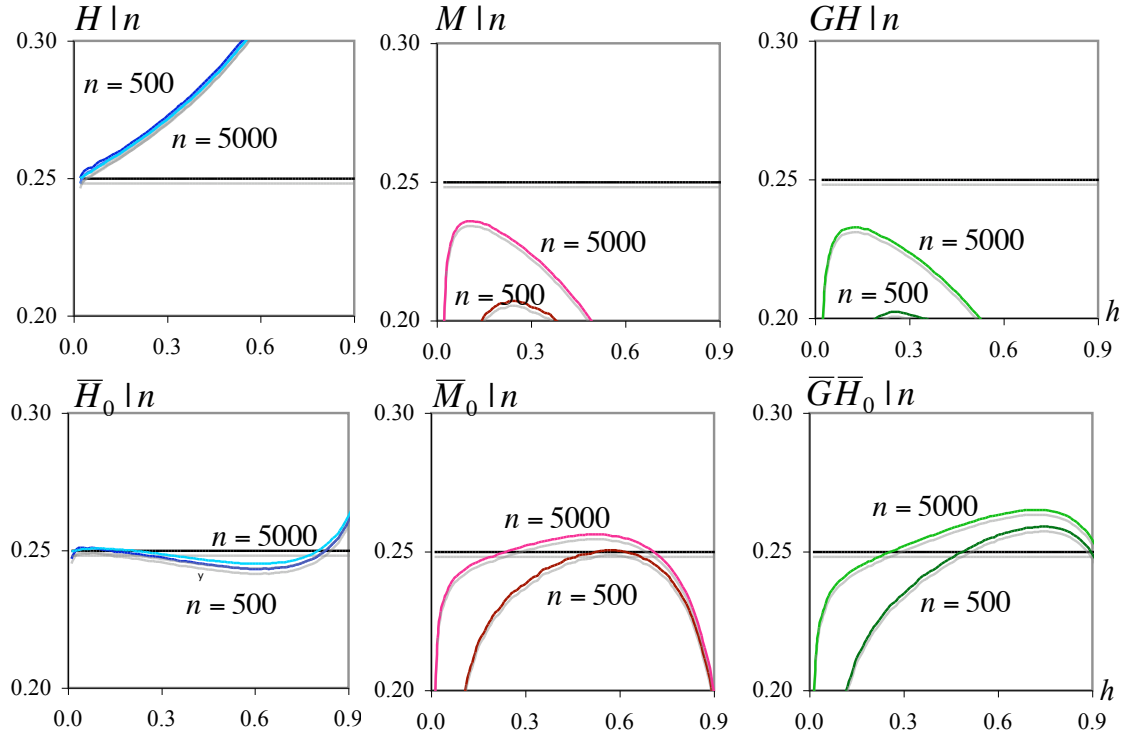 H | n M | n GH | n
0.30 0.30 0.30
n = 500
n = 5000
0.25 0.25 0.25
n = 5000 n = 5000
n = 500 n = 500
0.20 0.20 0.20 h
0.0 0.3 0.6 0.9 0.0 0.3 0.6 0.9 0.0 0.3 0.6 0.9
H̅₀ | n M̅₀ | n G̅H̅₀ | n
0.30 0.30 0.30
n = 5000 n = 5000 n = 5000
0.25 0.25 0.25
y
n = 500 n = 500 n = 500
0.20 0.20 0.20 h
0.0 0.3 0.6 0.9 0.0 0.3 0.6 0.9 0.0 0.3 0.6 0.9